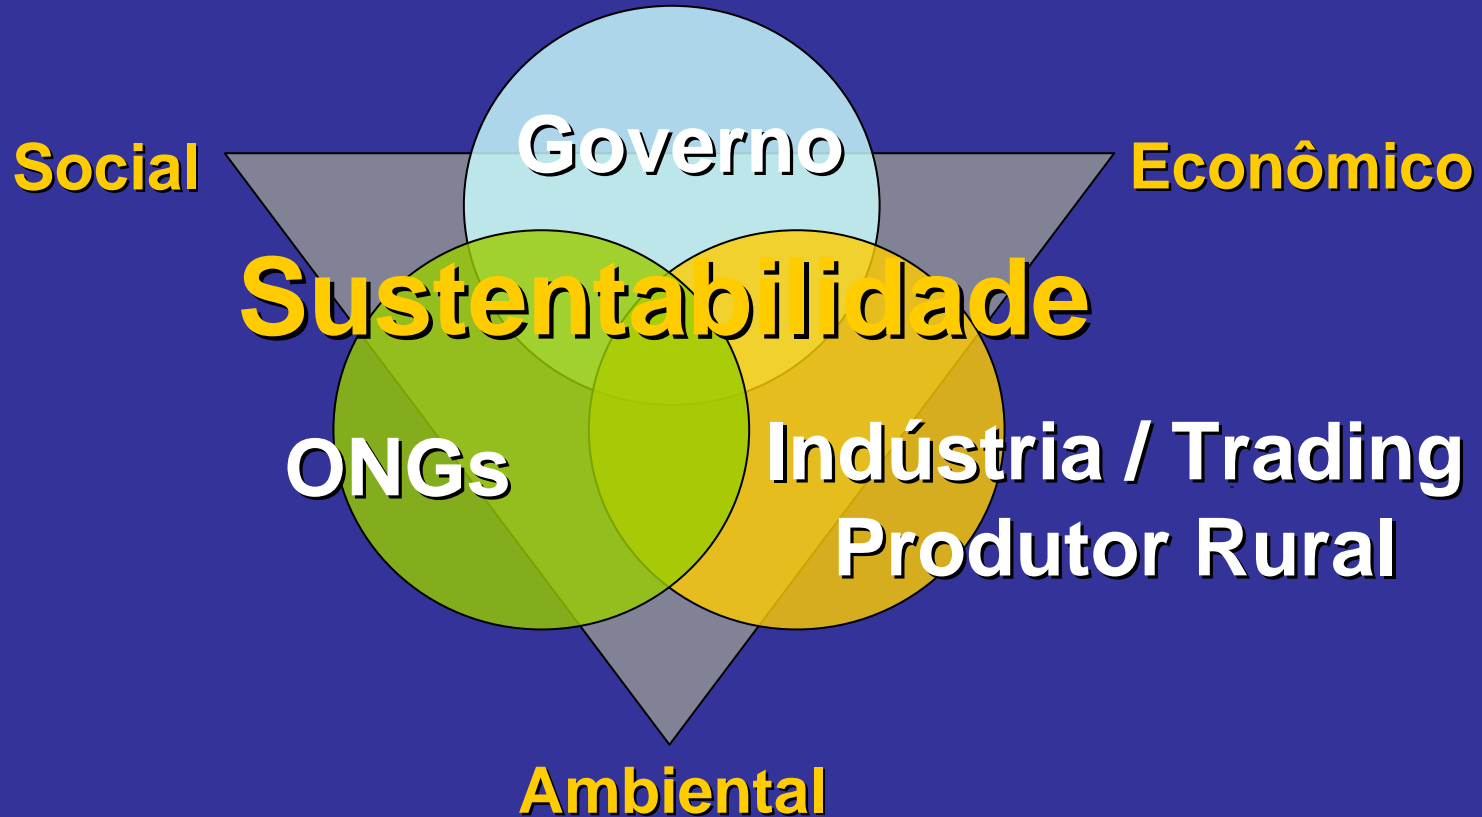 Governo
Social
Econômico
Sustentabilidade
ONGs
Indústria / Trading
Produtor Rural
Ambiental